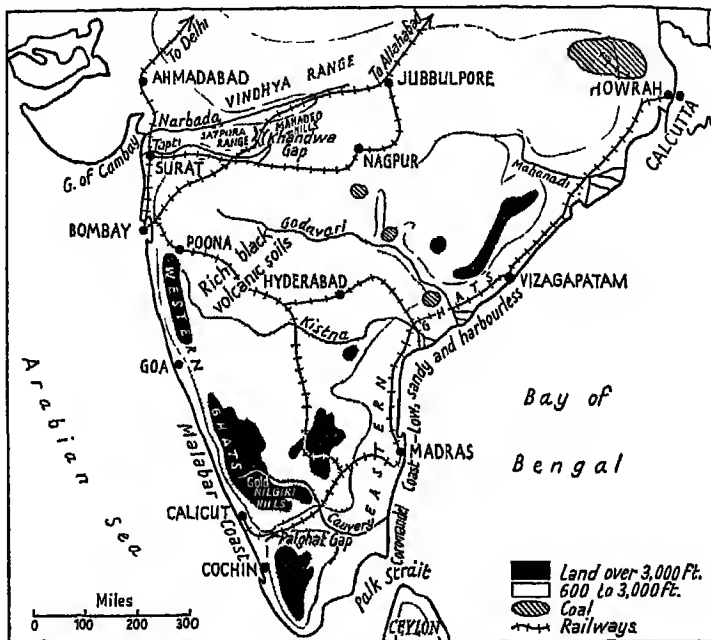 To Delhi
To Allahabad
AHMADABAD
VINDHYA RANGE
JUBBULPORE
HOWRAH
CALCUTTA
Narbada
SATPURA RANGE
MAHADEO HILLS
Khandwa Gap
Tapti
SURAT
G. of Cambay
NAGPUR
Mahanadi
BOMBAY
Godavari
POONA
Rich black
volcanic soils
HYDERABAD
VIZAGAPATAM
WESTERN GHATS
EASTERN GHATS
Kistna
GOA
Arabian Sea
Bay of
Bengal
MADRAS
Coromandel Coast-Low, sandy and harbourless
Malabar Coast
Gold
NILGIRI HILLS
CALICUT
Cauvery
Palghat Gap
COCHIN
Palk Strait
CEYLON
Land over 3,000 Ft.
600 to 3,000 Ft.
Coal
Railways
Miles
0 100 200 300